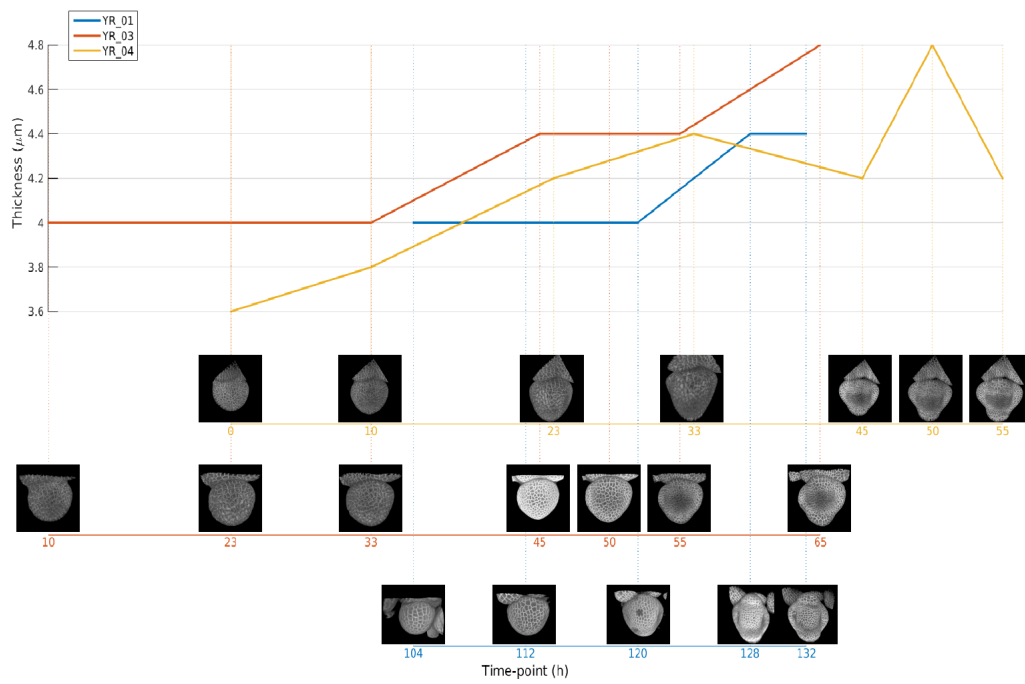 YR_01
YR_03
YR_04
Thickness (μm)
4.8
4.6
4.4
4.2
4
3.8
3.6
0 10 23 33 45 50 55
10 23 33 45 50 55 65
104 112 120 128 132
Time-point (h)